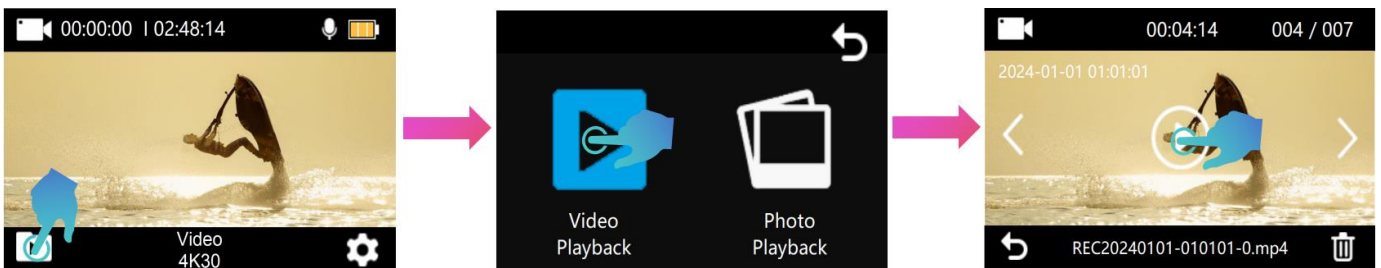 00:00:00 I 02:48:14
Video
4K30
Video
Playback
Photo
Playback
00:04:14 004 / 007
2024-01-01 01:01:01
REC20240101-010101-0.mp4